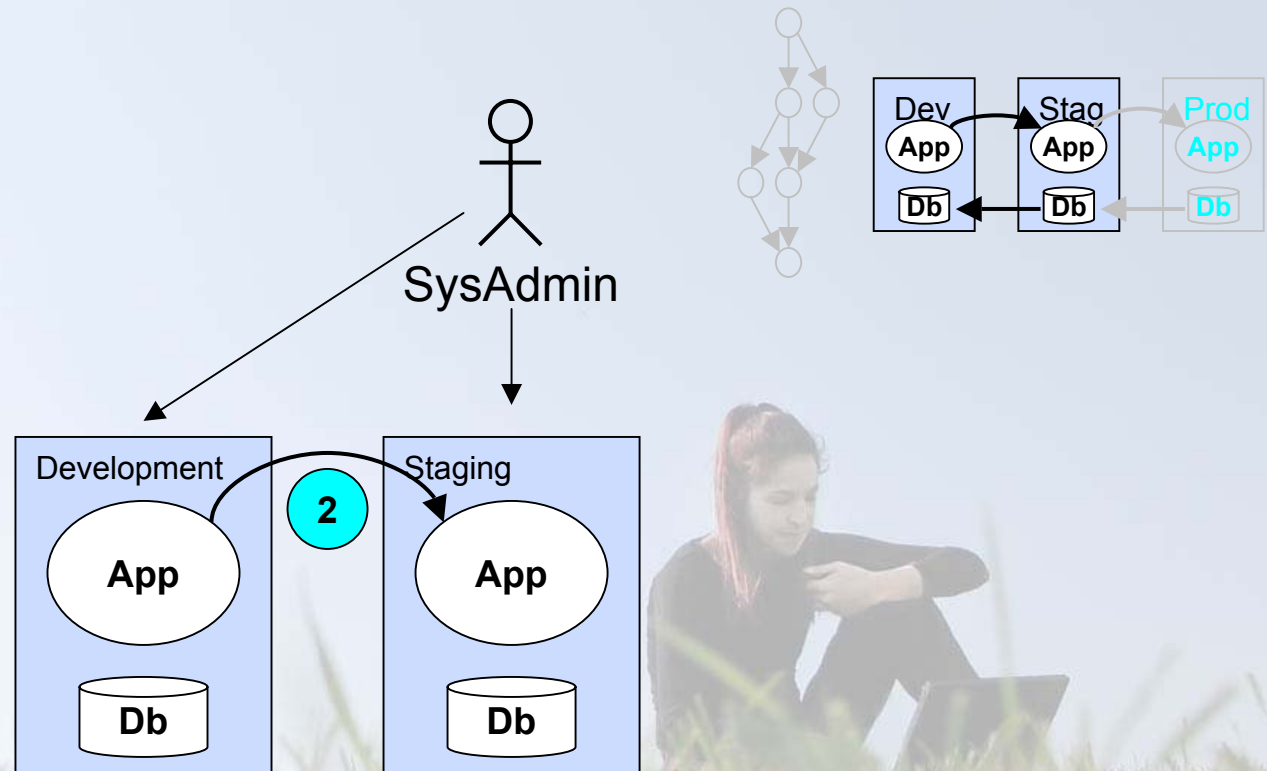 Dev Stag Prod
App App App
Db Db Db
SysAdmin
Development Staging
2
App App
Db Db